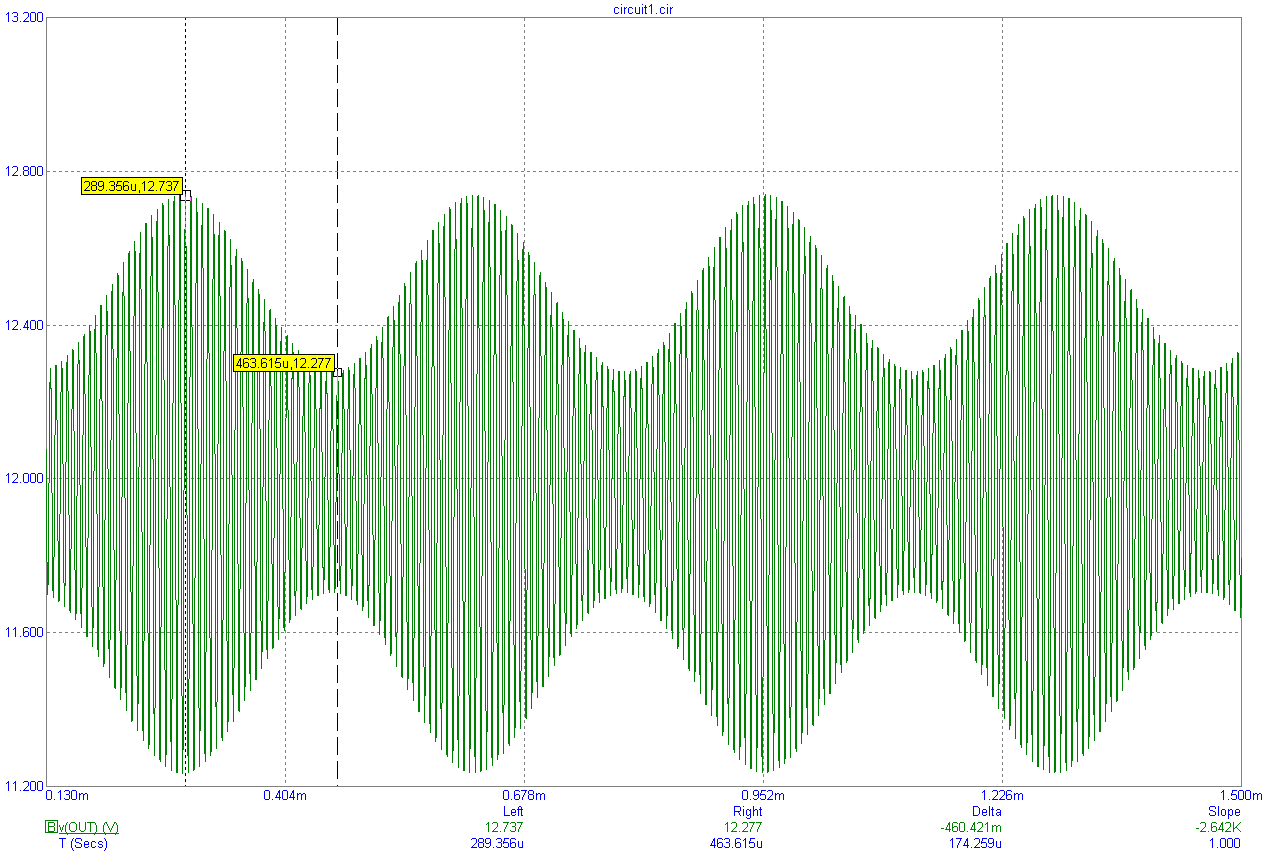 circuit1.cir
13.200
12.800
289.356u,12.737
12.400
463.615u,12.277
12.000
11.600
11.200
0.130m 0.404m 0.678m 0.952m 1.226m 1.500m
Left Right Delta Slope
B v(OUT) (V) 12.737 12.277 -460.421m -2.642K
T (Secs) 289.356u 463.615u 174.259u 1.000